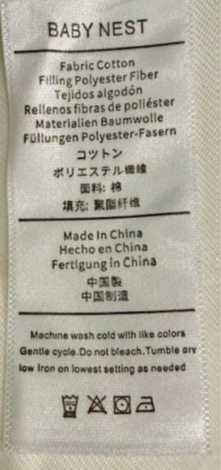 BABY NEST
Fabric Cotton
Filling Polyester Fiber
Tejidos algodón
Rellenos fibras de poliéster
Materialien Baumwolle
Füllungen Polyester-Fasern
コットン
ポリエステル繊維
面料: 棉
填充: 聚酯纤维
Made In China
Hecho en China
Fertigung in China
中国製
中国制造
Machine wash cold with like colors
Gentle cycle. Do not bleach. Tumble dry
low Iron on lowest setting as needed